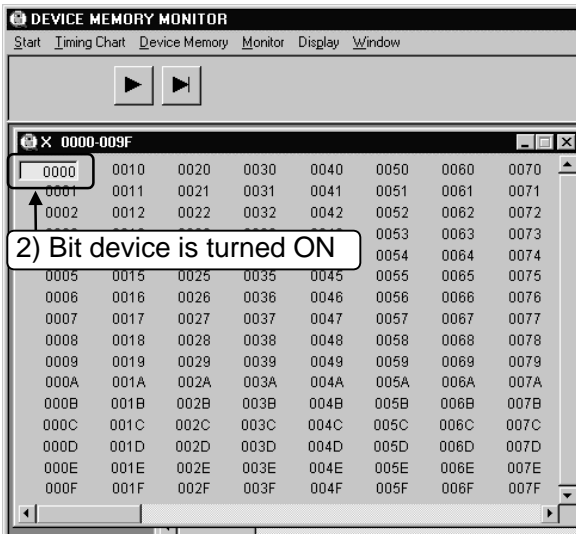 DEVICE MEMORY MONITOR
Start Timing Chart Device Memory Monitor Display Window
X 0000-009F
0000 0010 0020 0030 0040 0050 0060 0070
0001 0011 0021 0031 0041 0051 0061 0071
0002 0012 0022 0032 0042 0052 0062 0072
0053 0063 0073
2) Bit device is turned ON
0054 0064 0074
0005 0015 0025 0035 0045 0055 0065 0075
0006 0016 0026 0036 0046 0056 0066 0076
0007 0017 0027 0037 0047 0057 0067 0077
0008 0018 0028 0038 0048 0058 0068 0078
0009 0019 0029 0039 0049 0059 0069 0079
000A 001A 002A 003A 004A 005A 006A 007A
000B 001B 002B 003B 004B 005B 006B 007B
000C 001C 002C 003C 004C 005C 006C 007C
000D 001D 002D 003D 004D 005D 006D 007D
000E 001E 002E 003E 004E 005E 006E 007E
000F 001F 002F 003F 004F 005F 006F 007F